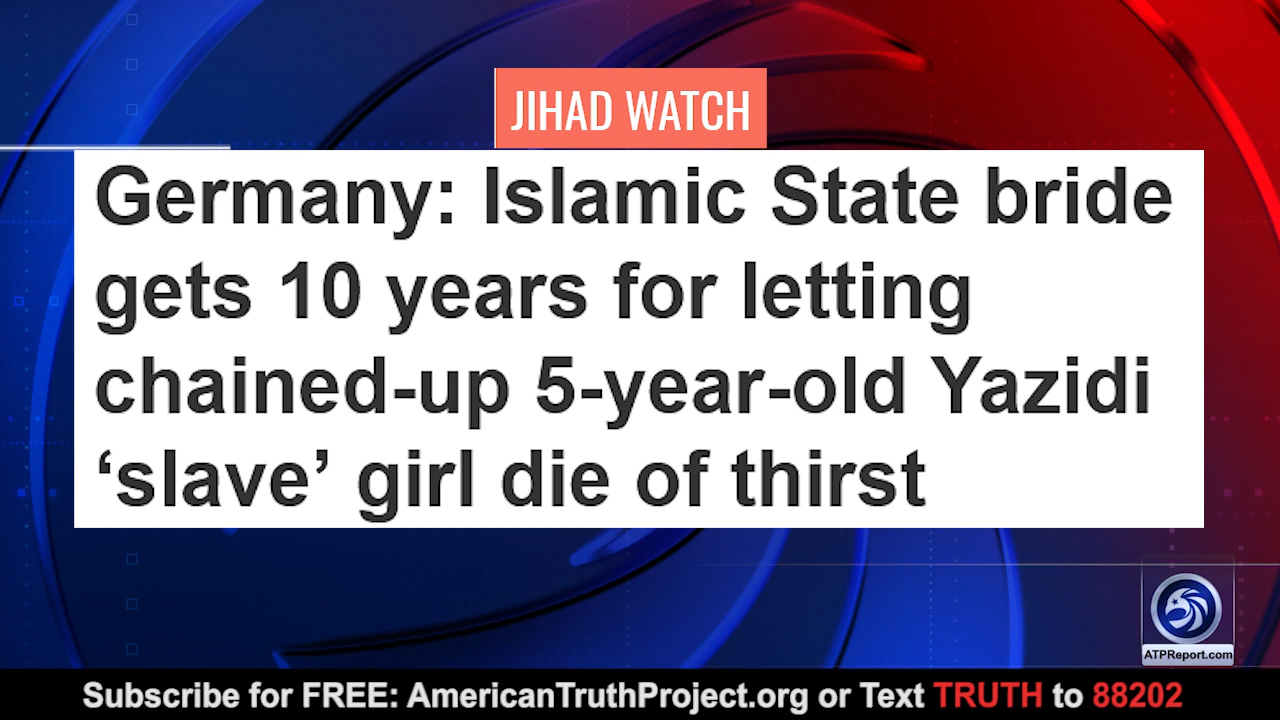 JIHAD WATCH
Germany: Islamic State bride
gets 10 years for letting
chained-up 5-year-old Yazidi
‘slave’ girl die of thirst
ATPReport.com
Subscribe for FREE: AmericanTruthProject.org or Text TRUTH to 88202